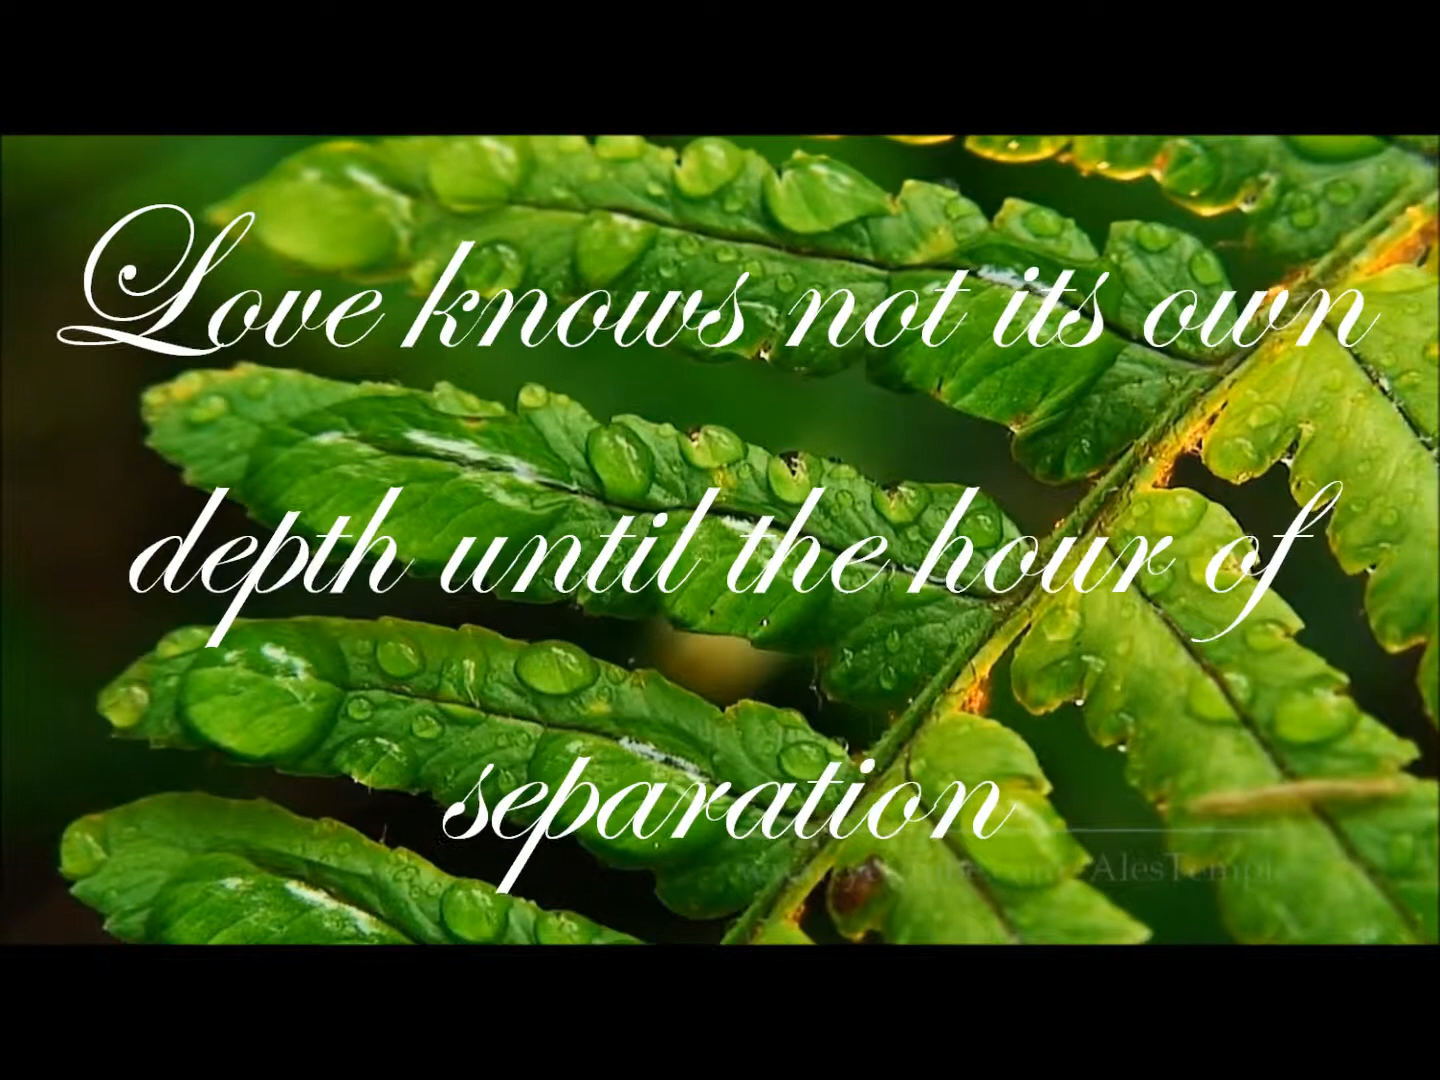 Love knows not its own
depth until the hour of
separation